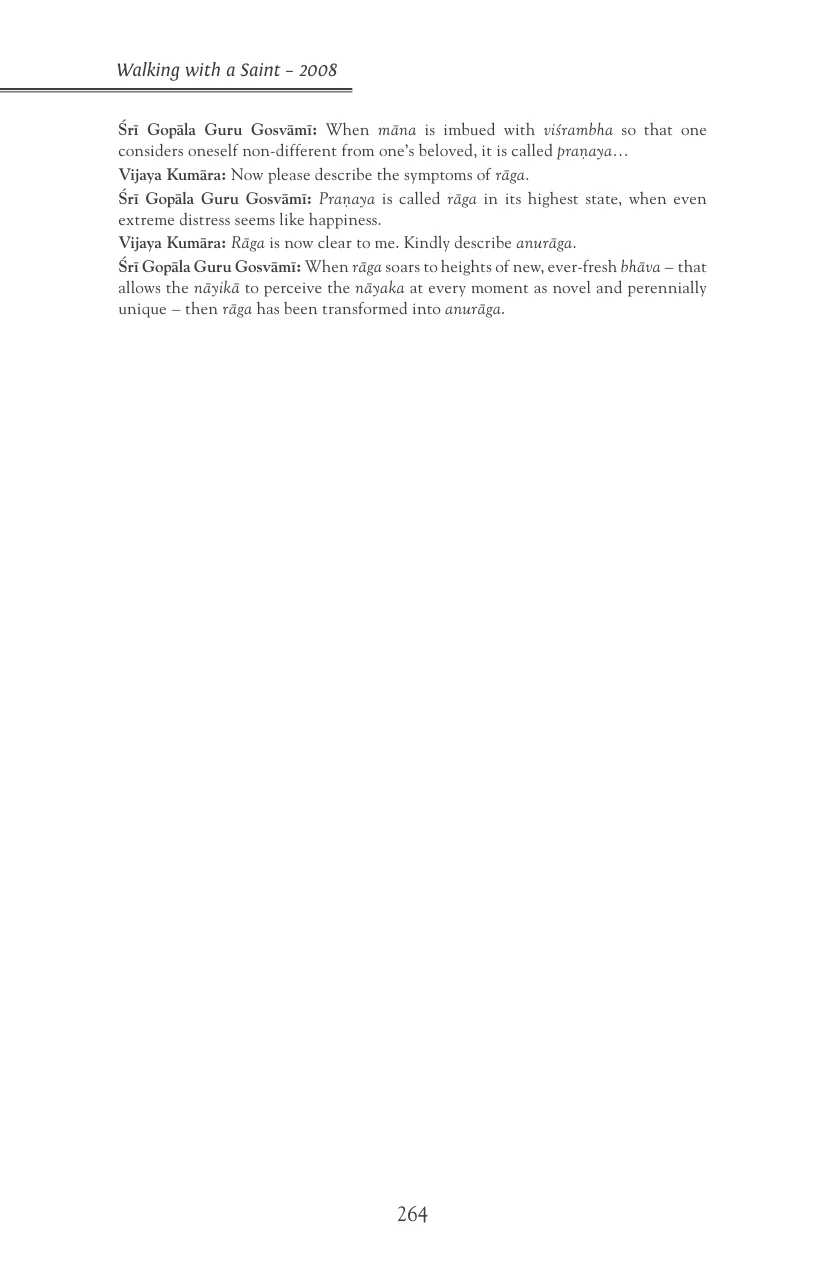 Walking with a Saint – 2008
Śrī Gopāla Guru Gosvāmī: When māna is imbued with viśrambha so that one
considers oneself non-different from one’s beloved, it is called praṇaya…
Vijaya Kumāra: Now please describe the symptoms of rāga.
Śrī Gopāla Guru Gosvāmī: Praṇaya is called rāga in its highest state, when even
extreme distress seems like happiness.
Vijaya Kumāra: Rāga is now clear to me. Kindly describe anurāga.
Śrī Gopāla Guru Gosvāmī: When rāga soars to heights of new, ever-fresh bhāva – that
allows the nāyikā to perceive the nāyaka at every moment as novel and perennially
unique – then rāga has been transformed into anurāga.
264